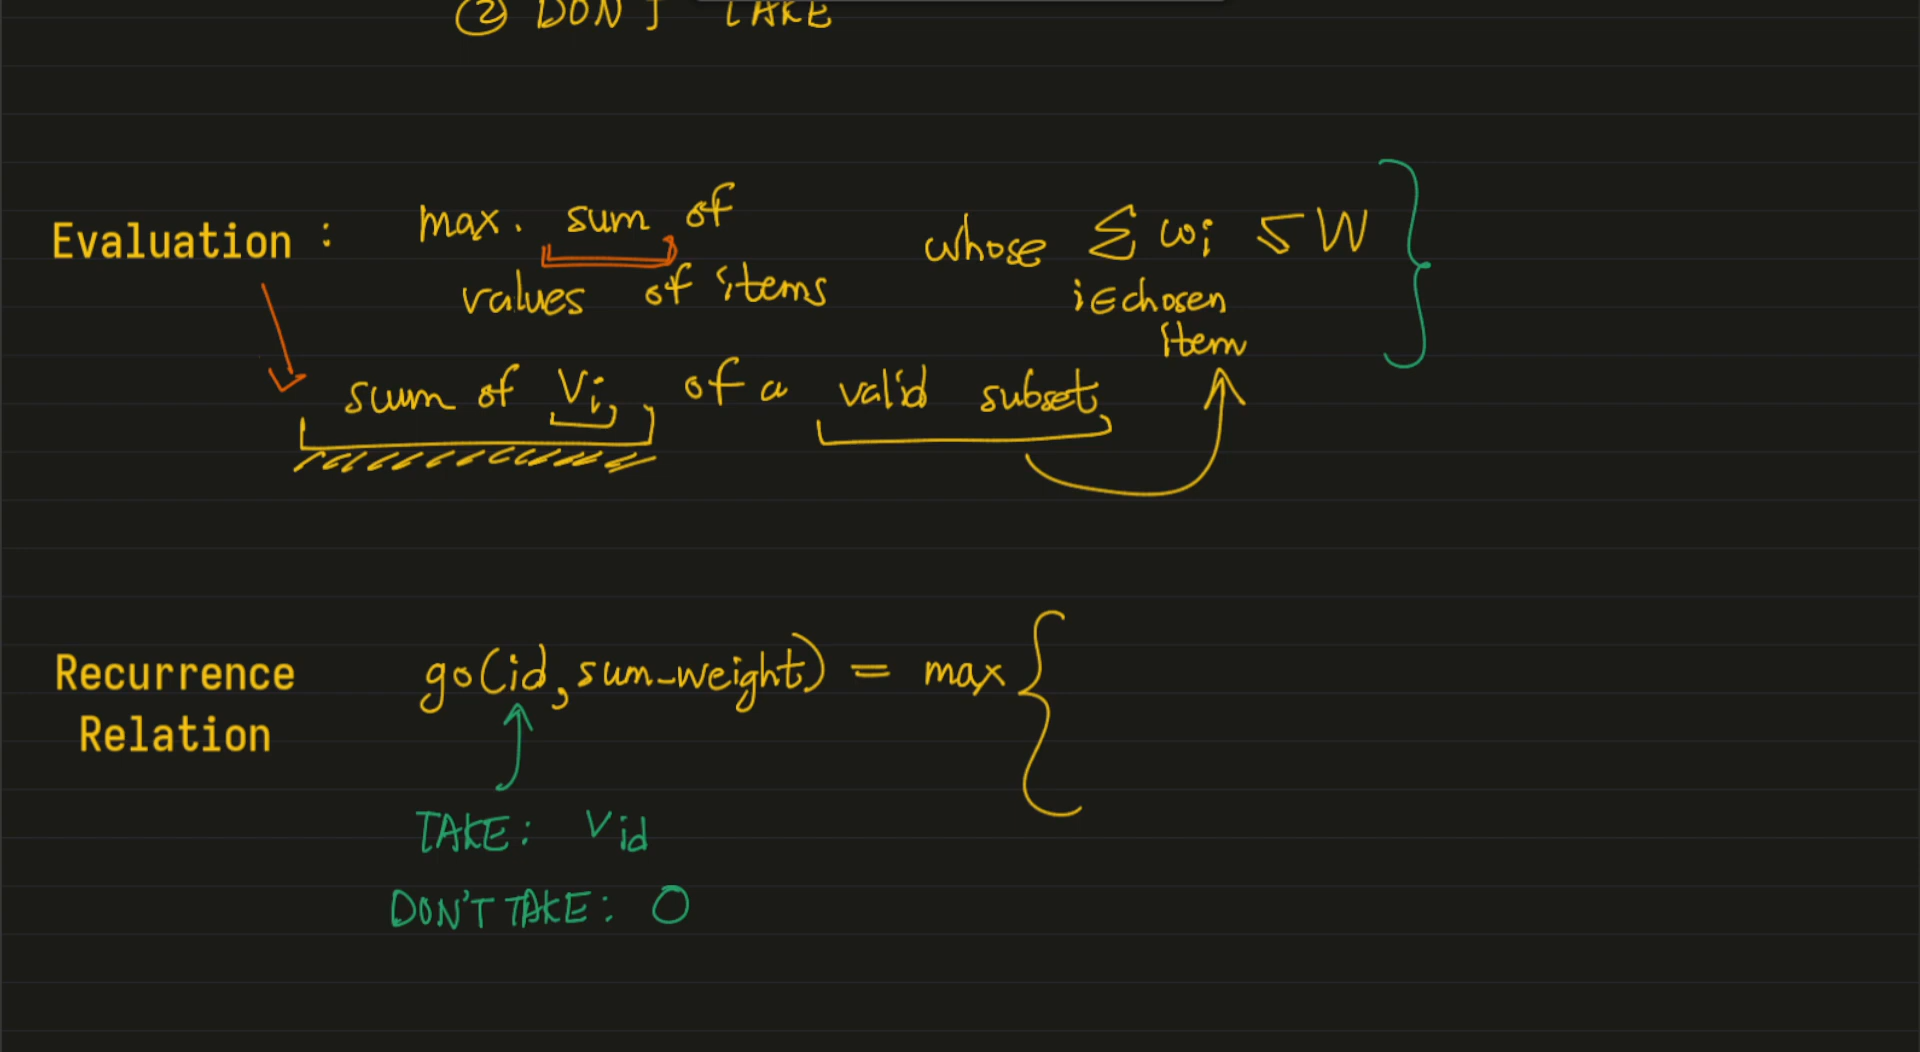 ② DON'T TAKE
Evaluation : max. sum of values of items whose Σ wi ≤ W
i∈chosen item
sum of Vi, of a valid subset
Recurrence Relation
go(id, sum_weight) = max {
TAKE: Vid
DON'T TAKE: 0